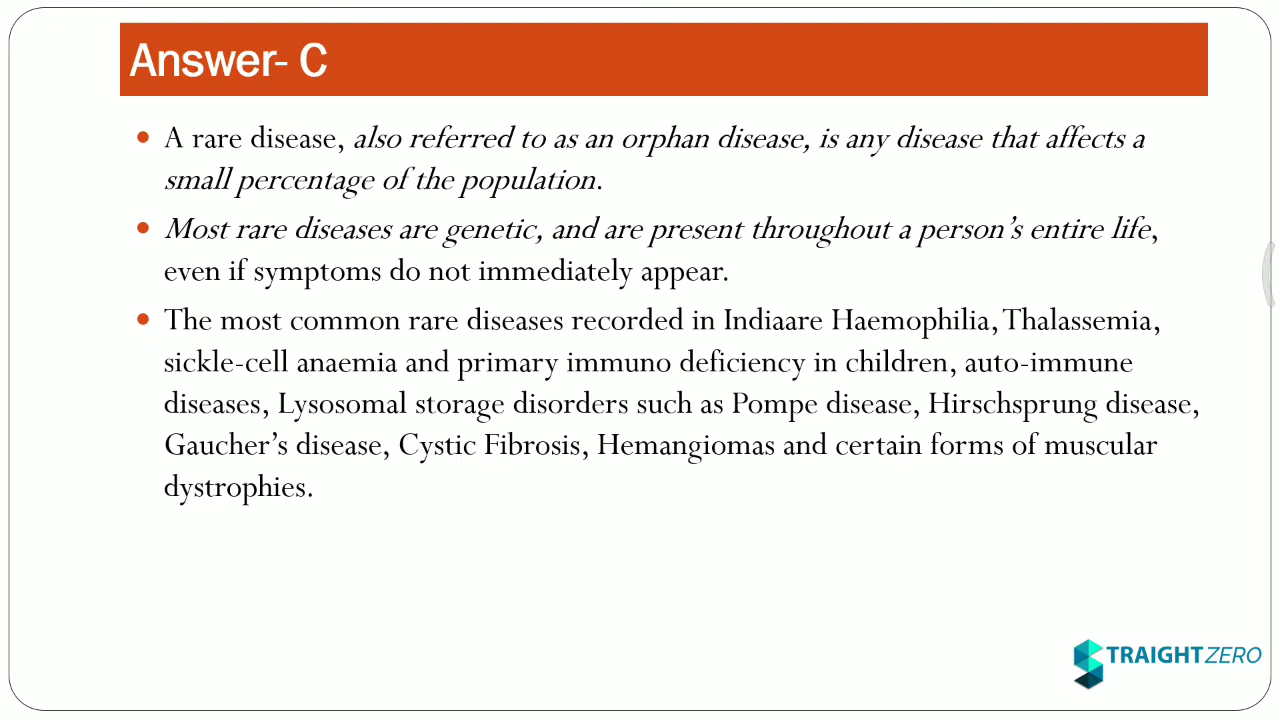 Answer- C
• A rare disease, also referred to as an orphan disease, is any disease that affects a
small percentage of the population.
• Most rare diseases are genetic, and are present throughout a person's entire life,
even if symptoms do not immediately appear.
• The most common rare diseases recorded in Indiaare Haemophilia, Thalassemia,
sickle-cell anaemia and primary immuno deficiency in children, auto-immune
diseases, Lysosomal storage disorders such as Pompe disease, Hirschsprung disease,
Gaucher's disease, Cystic Fibrosis, Hemangiomas and certain forms of muscular
dystrophies.
STRAIGHTZERO